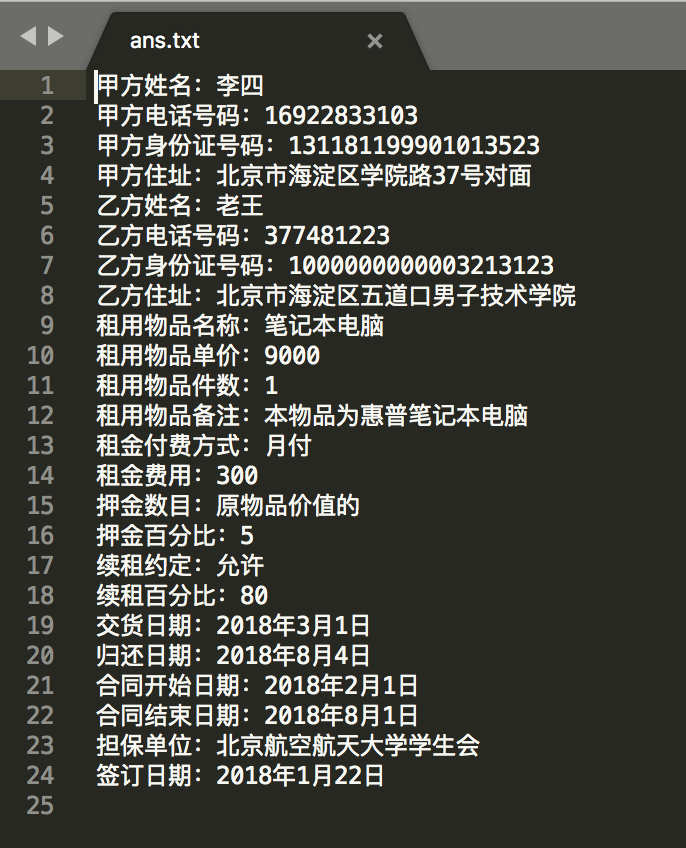 ans.txt
1 甲方姓名：李四
2 甲方电话号码：16922833103
3 甲方身份证号码：131181199901013523
4 甲方住址：北京市海淀区学院路37号对面
5 乙方姓名：老王
6 乙方电话号码：377481223
7 乙方身份证号码：1000000000003213123
8 乙方住址：北京市海淀区五道口男子技术学院
9 租用物品名称：笔记本电脑
10 租用物品单价：9000
11 租用物品件数：1
12 租用物品备注：本物品为惠普笔记本电脑
13 租金付费方式：月付
14 租金费用：300
15 押金数目：原物品价值的
16 押金百分比：5
17 续租约定：允许
18 续租百分比：80
19 交货日期：2018年3月1日
20 归还日期：2018年8月4日
21 合同开始日期：2018年2月1日
22 合同结束日期：2018年8月1日
23 担保单位：北京航空航天大学学生会
24 签订日期：2018年1月22日
25